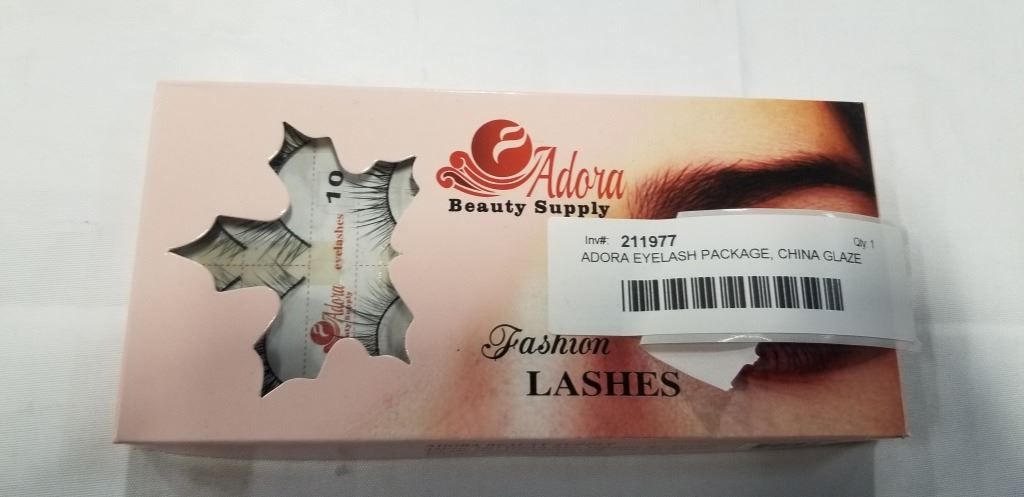 Adora
Beauty Supply
Inv#: 211977 Qty: 1
ADORA EYELASH PACKAGE, CHINA GLAZE
Fashion
LASHES
10
eyelashes
Adora